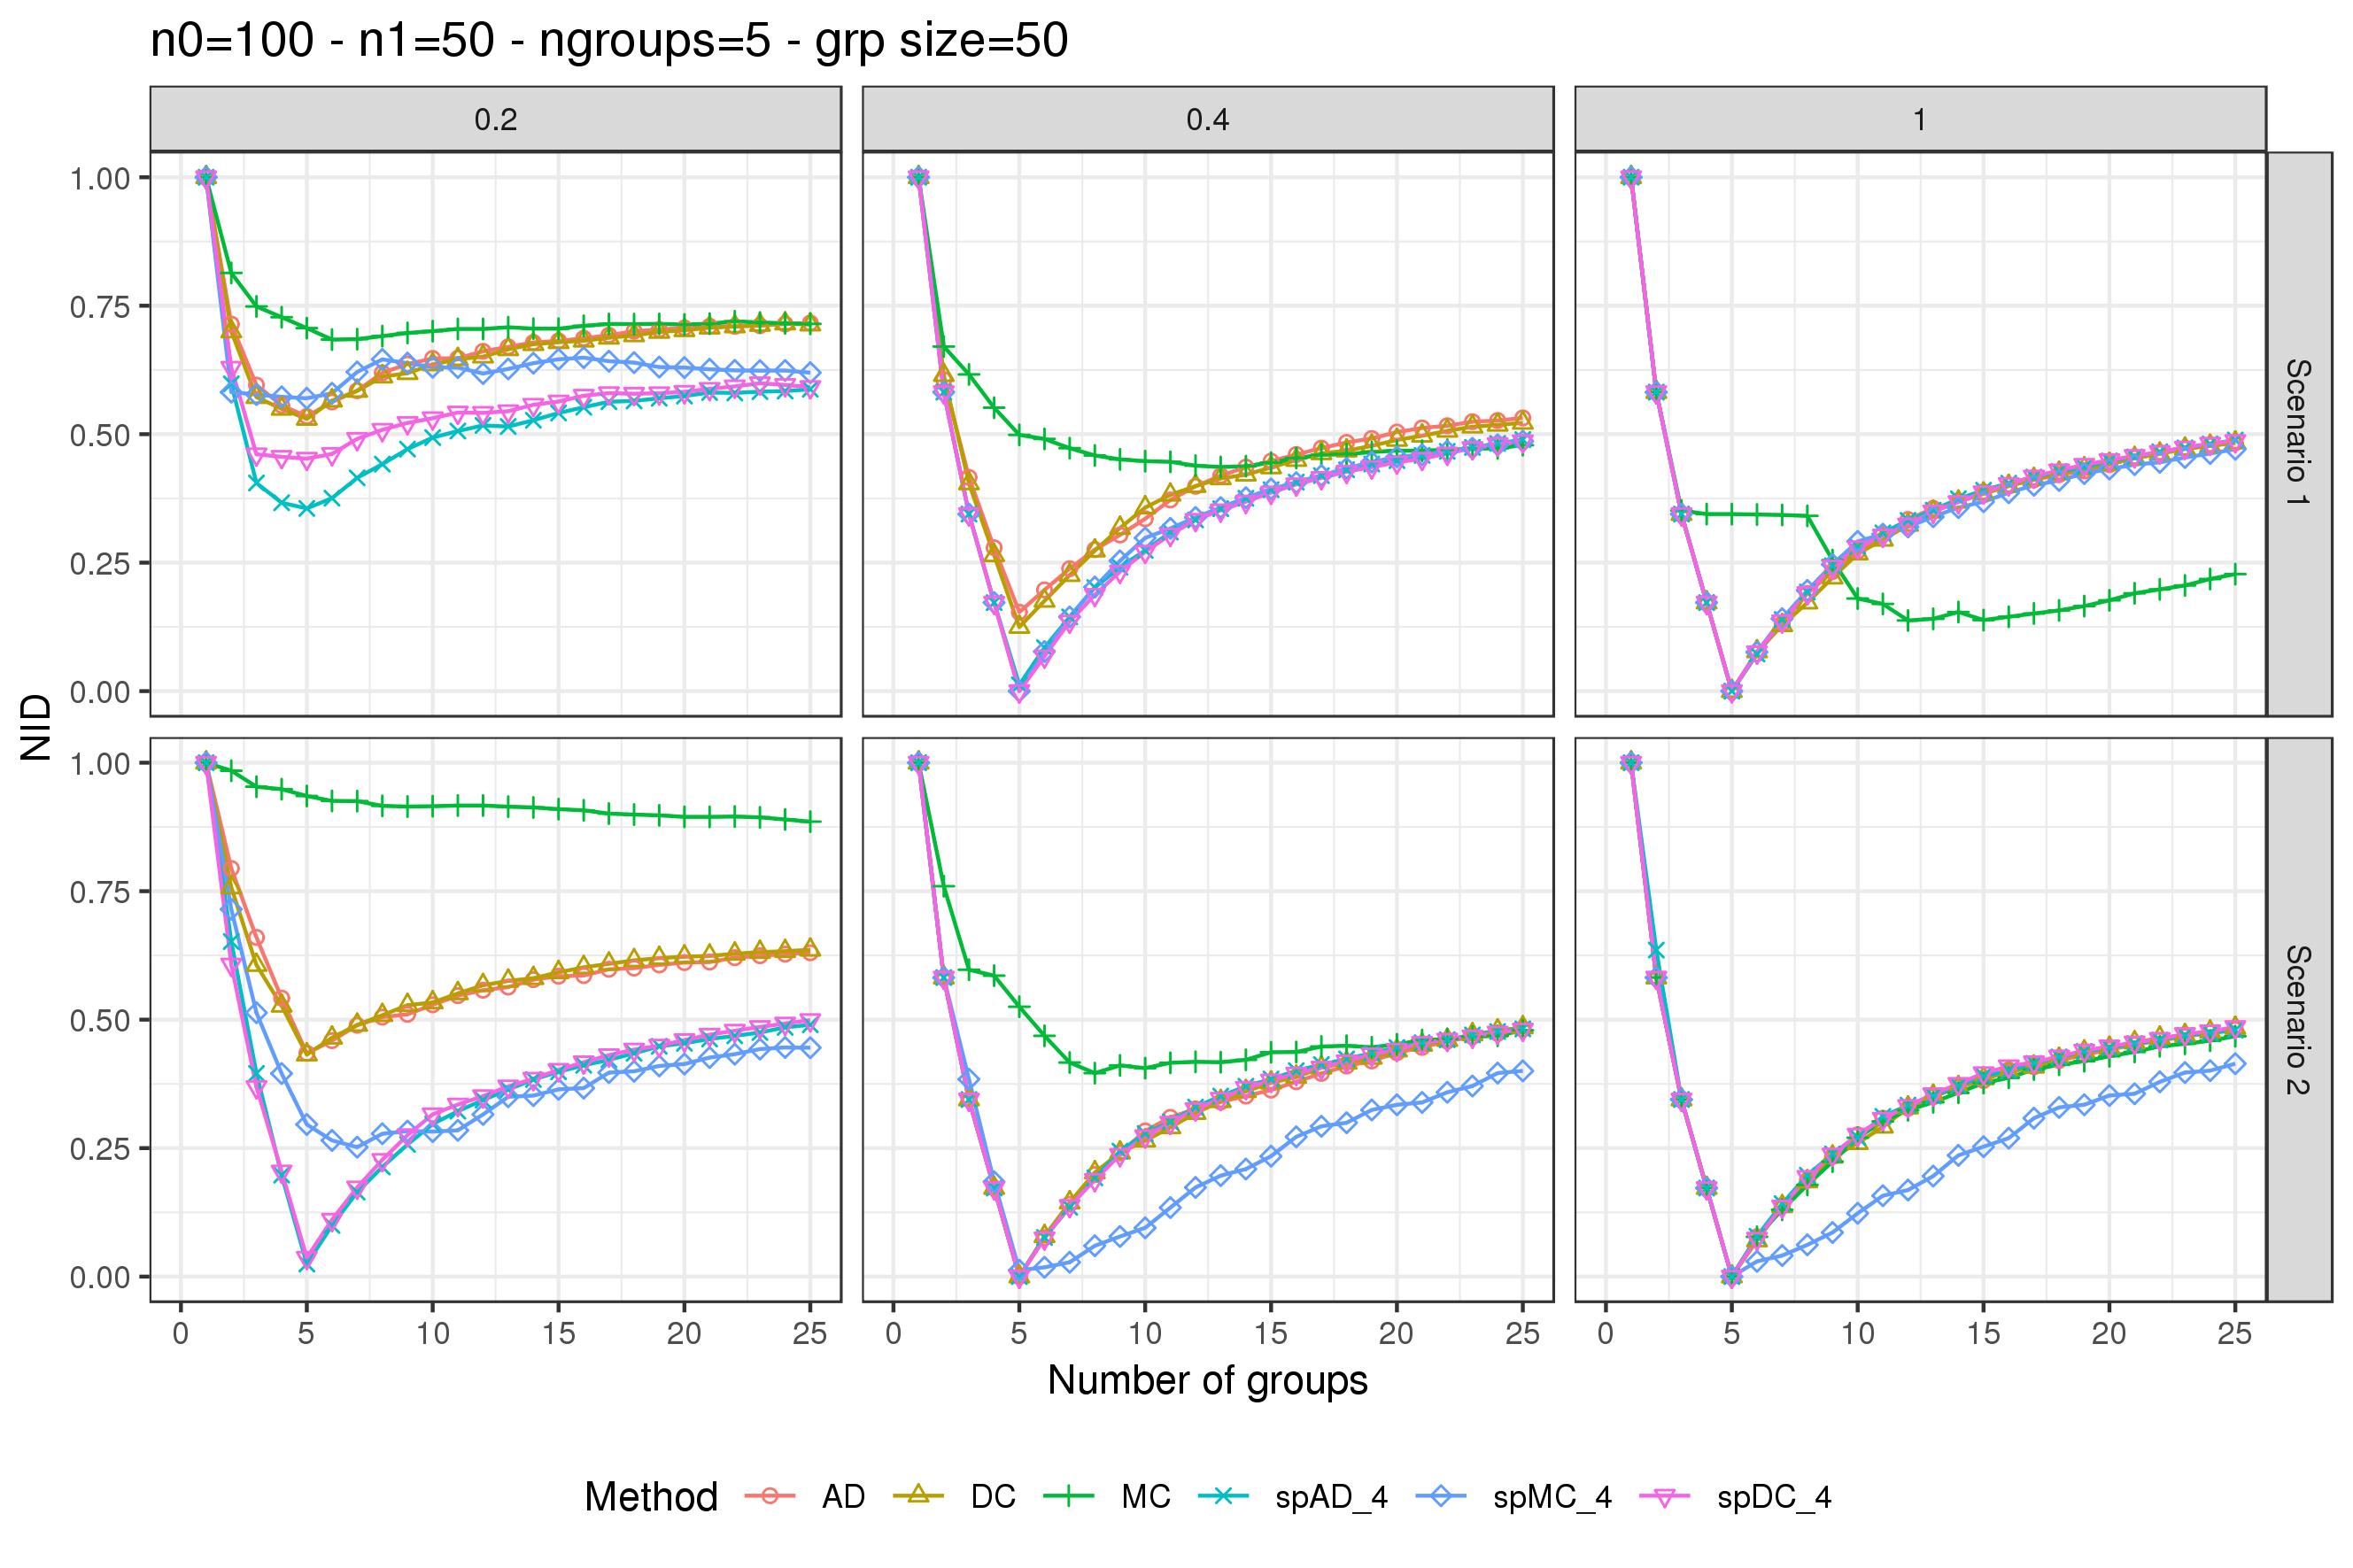 n0=100 - n1=50 - ngroups=5 - grp size=50
0.2 0.4 1
1.00
0.75
0.50
0.25
0.00
Scenario 1
NID
1.00
0.75
0.50
0.25
0.00
Scenario 2
0 5 10 15 20 25 0 5 10 15 20 25 0 5 10 15 20 25
Number of groups
Method AD DC MC spAD_4 spMC_4 spDC_4